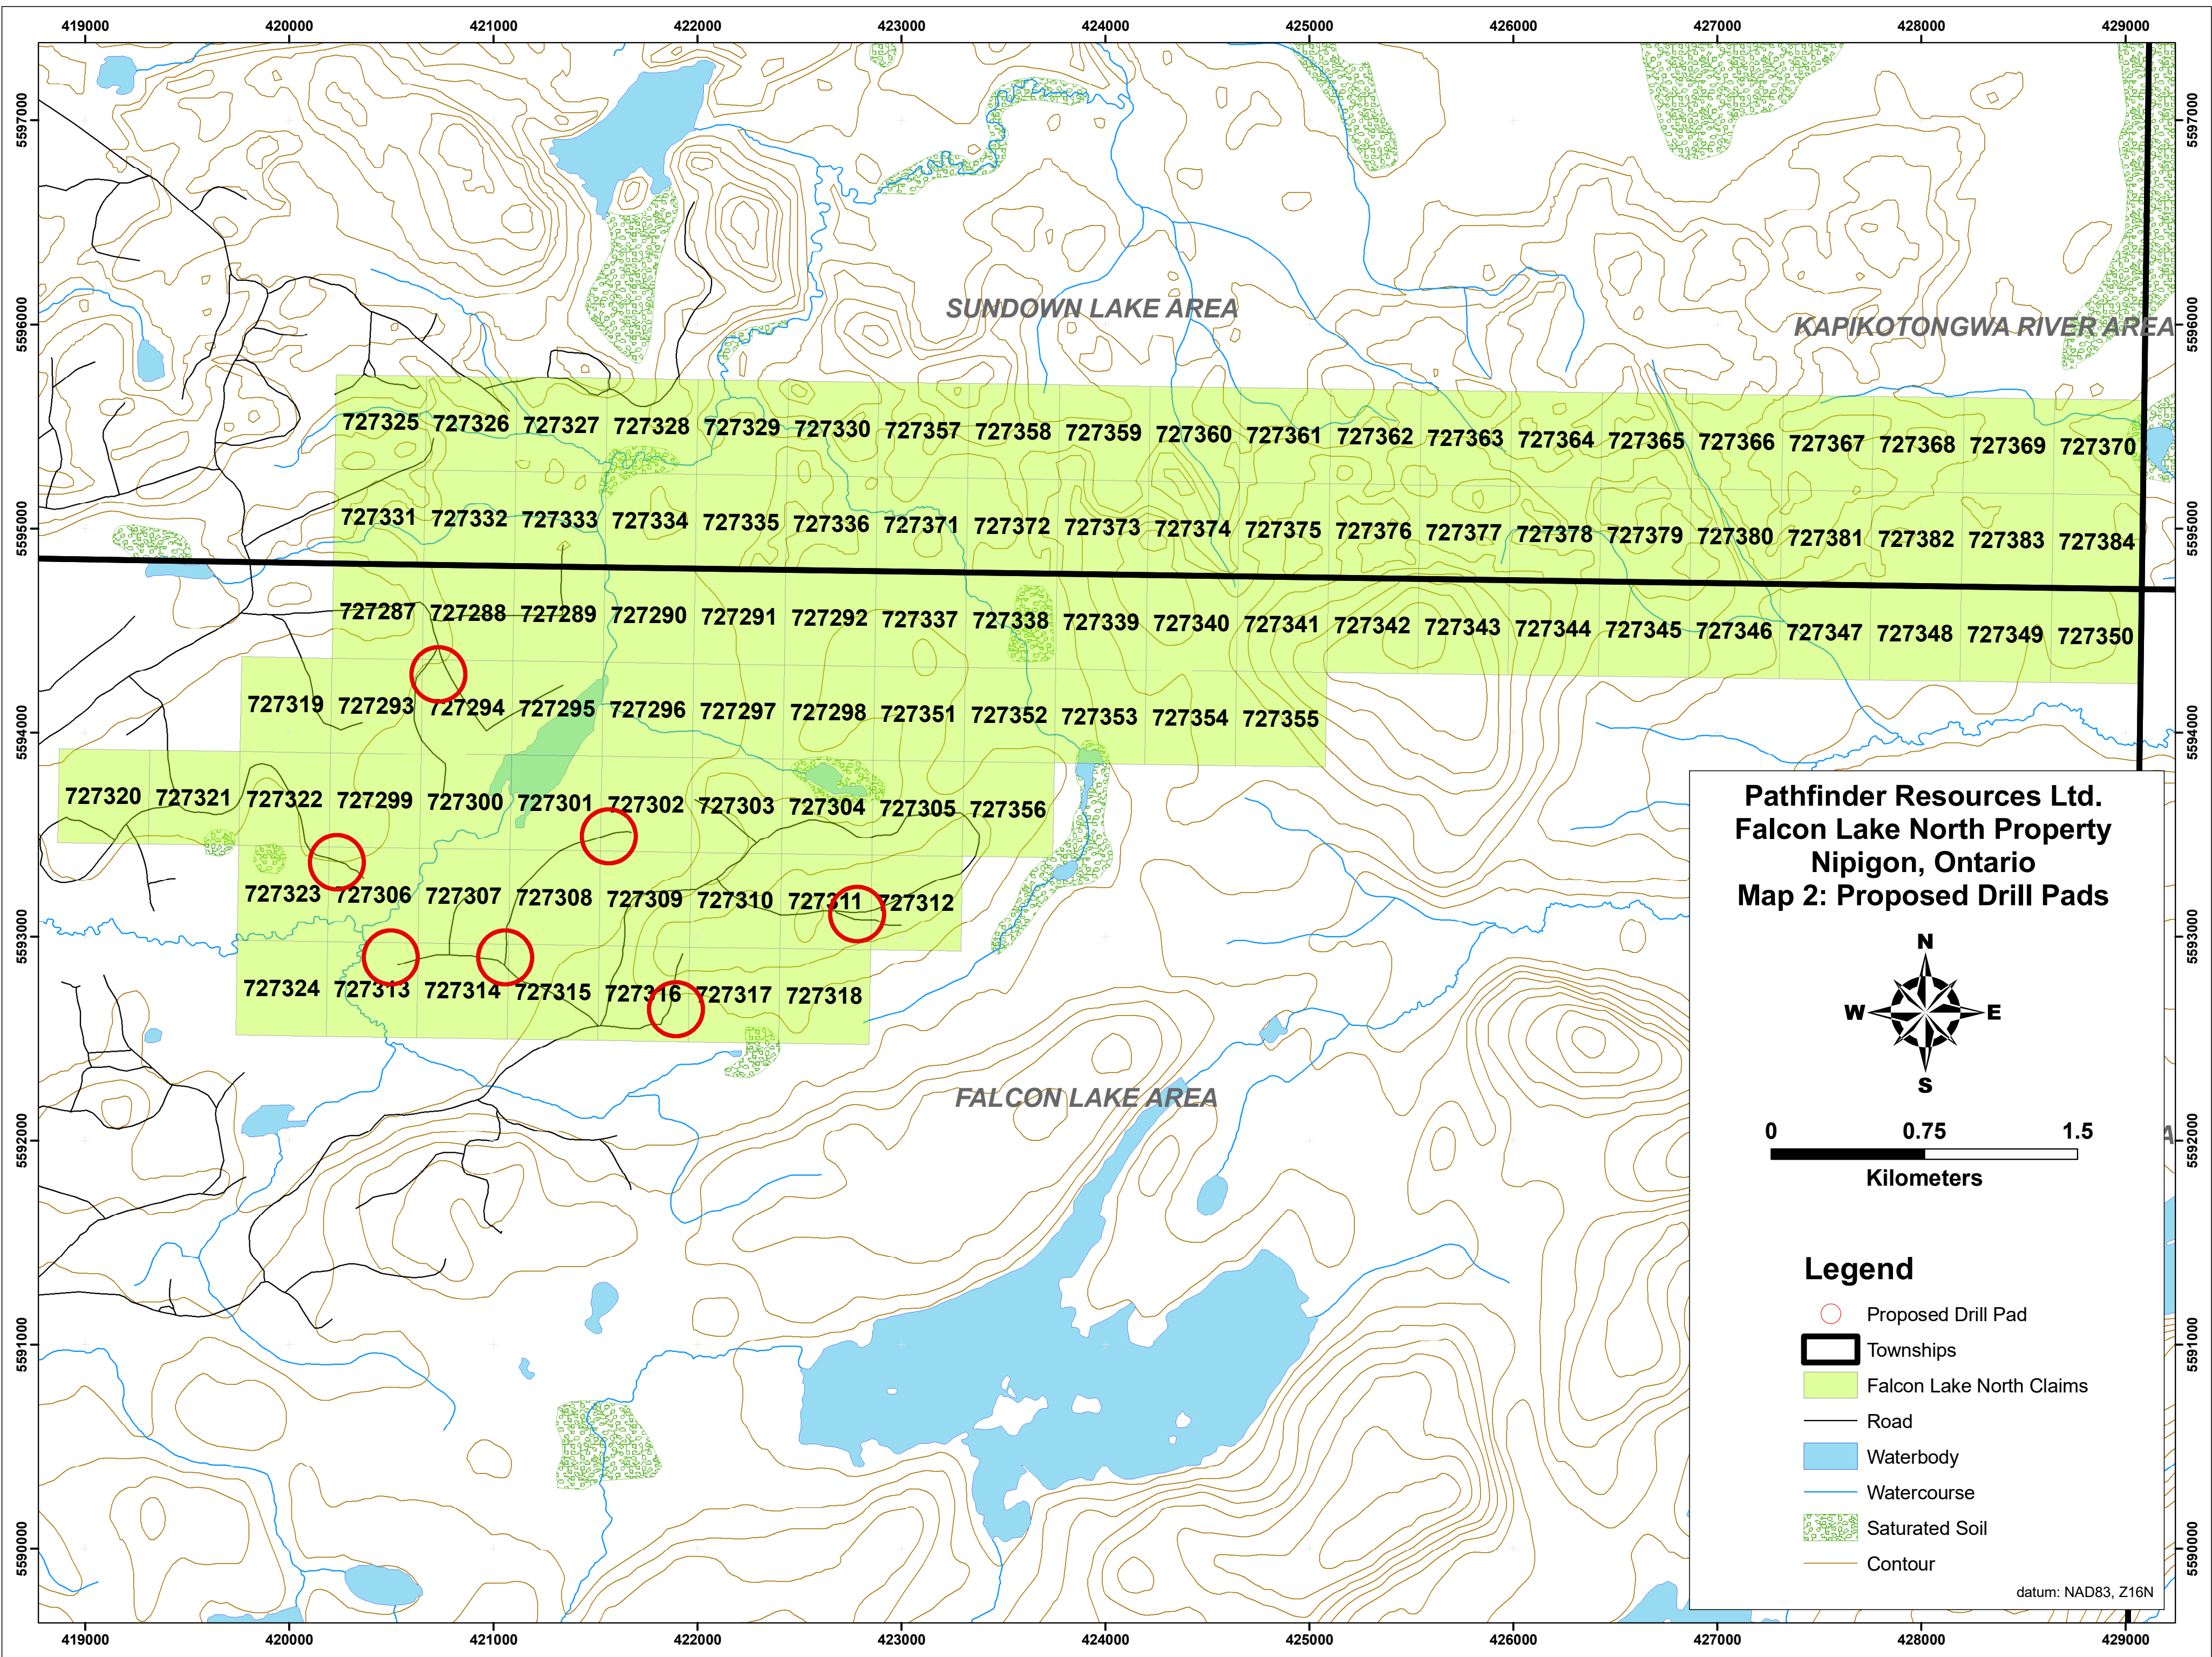 419000 420000 421000 422000 423000 424000 425000 426000 427000 428000 429000
5597000 5597000
SUNDOWN LAKE AREA
KAPIKOTONGWA RIVER AREA
5596000 5596000
727325 727326 727327 727328 727329 727330 727357 727358 727359 727360 727361 727362 727363 727364 727365 727366 727367 727368 727369 727370
727331 727332 727333 727334 727335 727336 727371 727372 727373 727374 727375 727376 727377 727378 727379 727380 727381 727382 727383 727384
5595000 5595000
727287 727288 727289 727290 727291 727292 727337 727338 727339 727340 727341 727342 727343 727344 727345 727346 727347 727348 727349 727350
727319 727293 727294 727295 727296 727297 727298 727351 727352 727353 727354 727355
5594000 5594000
727320 727321 727322 727299 727300 727301 727302 727303 727304 727305 727356
727323 727306 727307 727308 727309 727310 727311 727312
5593000 5593000
727324 727313 727314 727315 727316 727317 727318
FALCON LAKE AREA
5592000 5592000
5591000 5591000
5590000 5590000
Pathfinder Resources Ltd.
Falcon Lake North Property
Nipigon, Ontario
Map 2: Proposed Drill Pads
N
W E
S
0 0.75 1.5
Kilometers
Legend
Proposed Drill Pad
Townships
Falcon Lake North Claims
Road
Waterbody
Watercourse
Saturated Soil
Contour
datum: NAD83, Z16N
419000 420000 421000 422000 423000 424000 425000 426000 427000 428000 429000